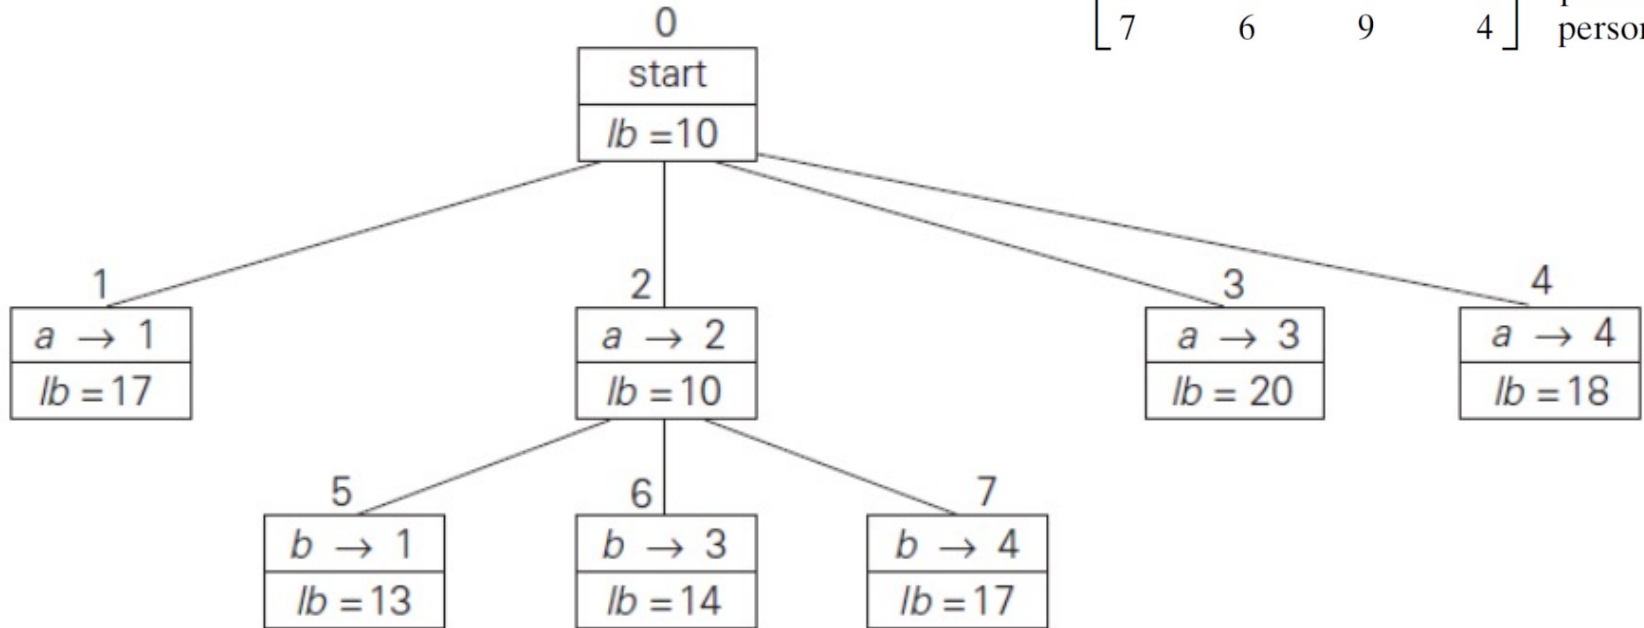 0
7 6 9 4
start
lb =10
1
2
3
4
a → 1
a → 2
a → 3
a → 4
lb =17
lb =10
lb = 20
lb =18
5
6
7
b → 1
b → 3
b → 4
lb =13
lb =14
lb =17